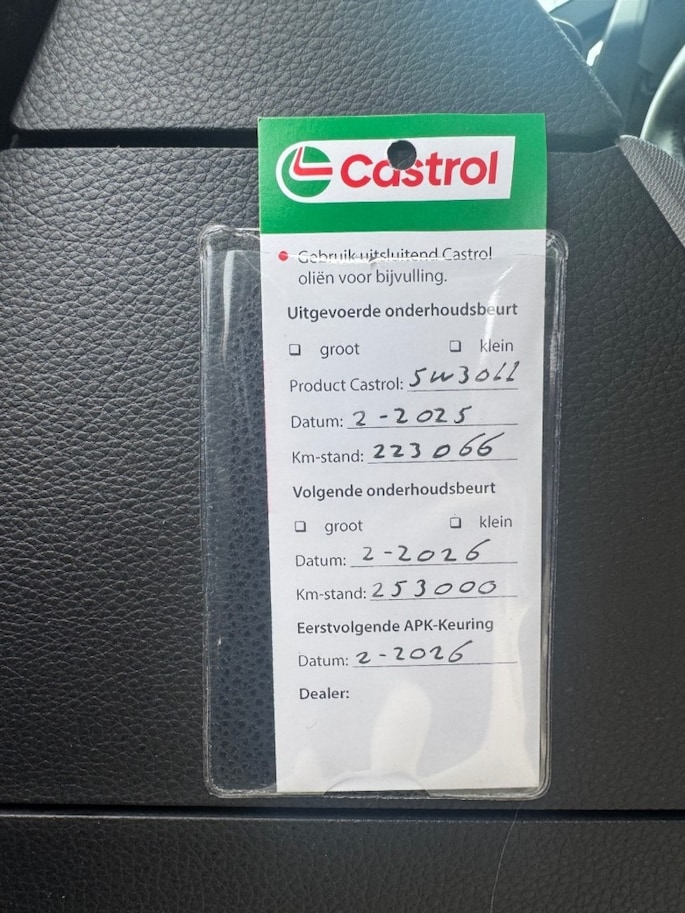 Castrol
Gebruik uitsluitend Castrol
oliën voor bijvulling.
Uitgevoerde onderhoudsbeurt
groot klein
Product Castrol: 5W30LL
Datum: 2-2025
Km-stand: 223066
Volgende onderhoudsbeurt
groot klein
Datum: 2-2026
Km-stand: 253000
Eerstvolgende APK-Keuring
Datum: 2-2026
Dealer: